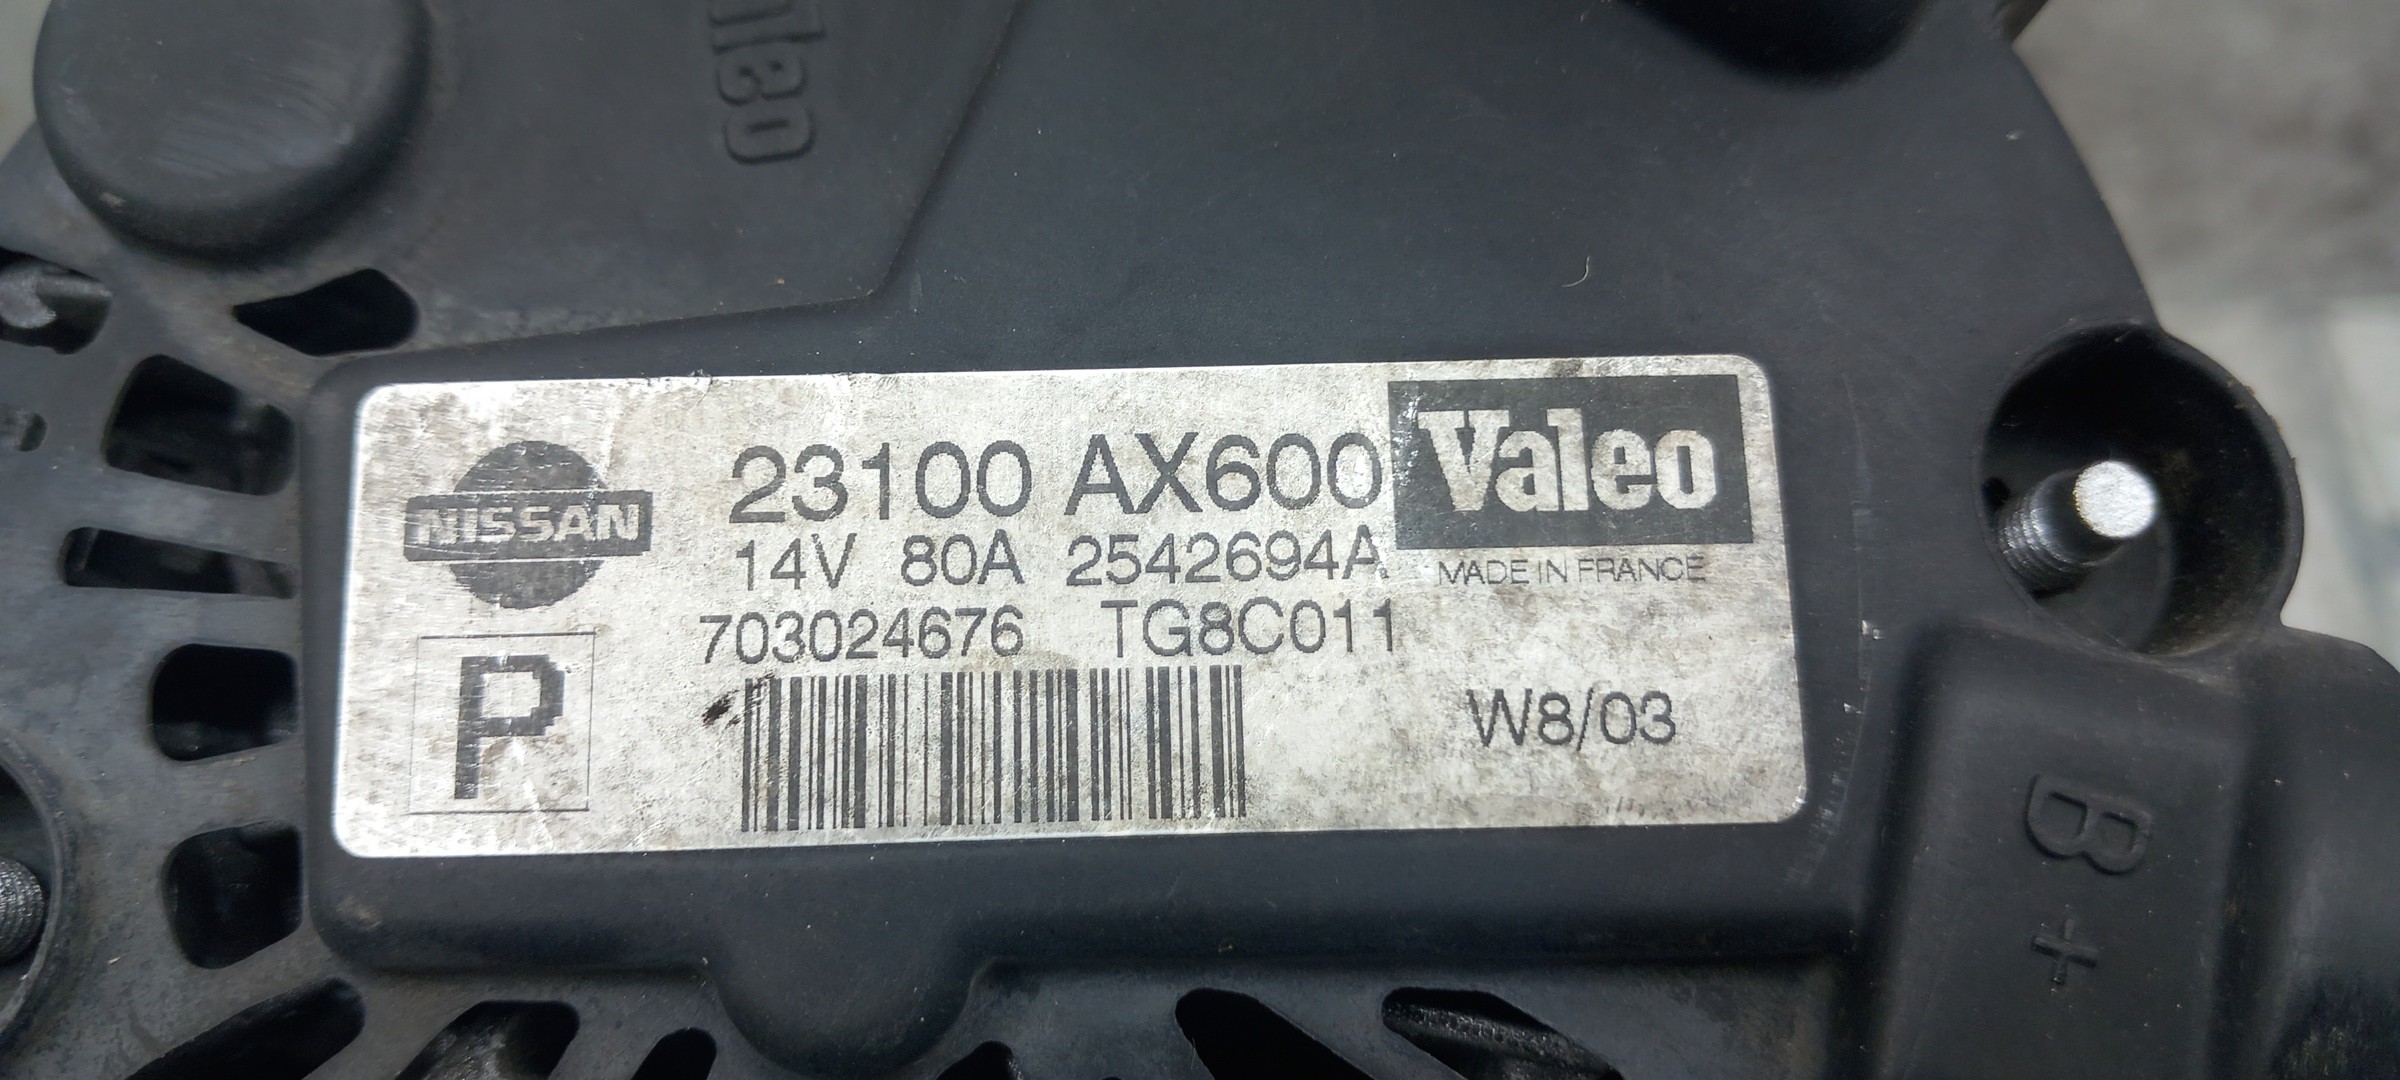 NISSAN
23100 AX600
Valeo
14V 80A 2542694A
MADE IN FRANCE
703024676 TG8C011
P
W8/03
B+